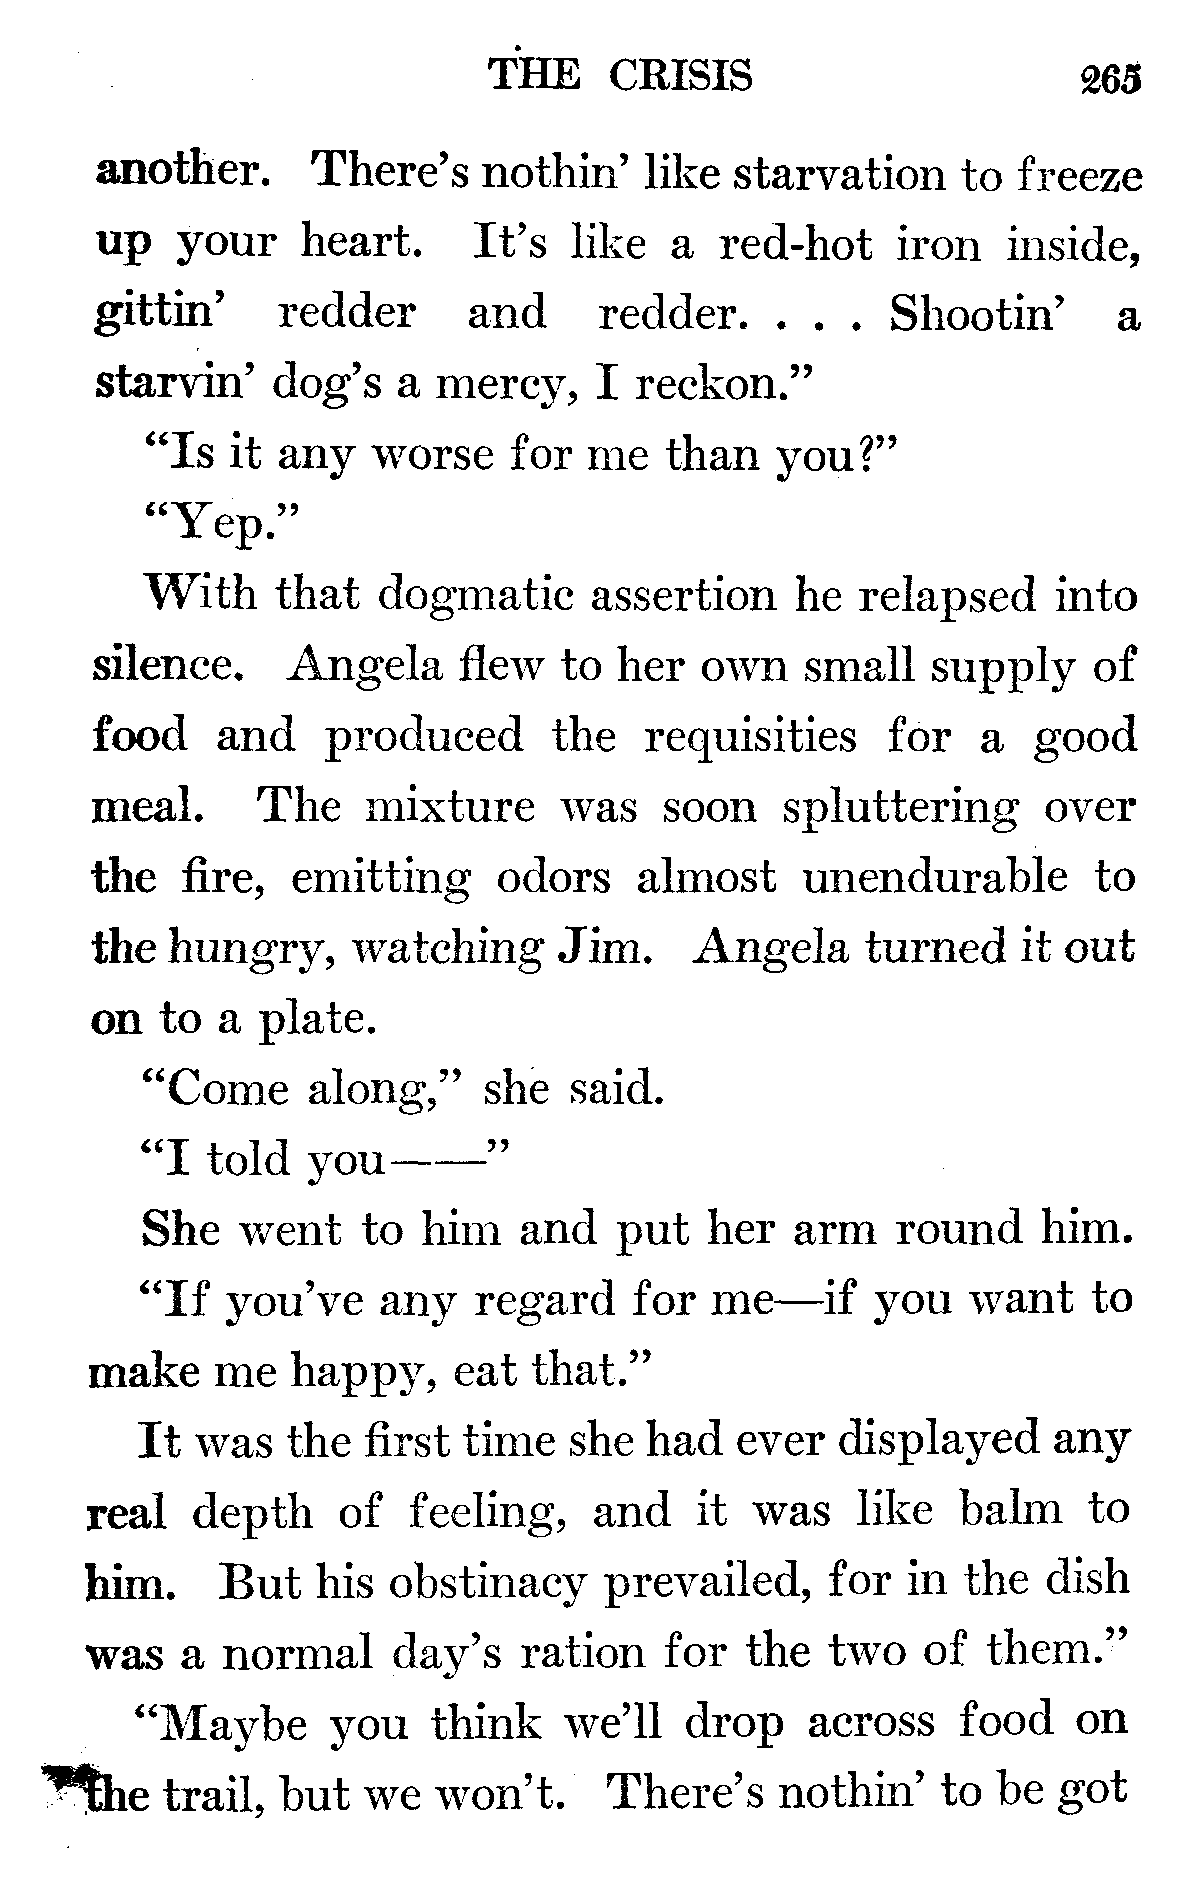 THE CRISIS 265
another. There's nothin' like starvation to freeze
up your heart. It's like a red-hot iron inside,
gittin' redder and redder. . . . Shootin' a
starvin' dog's a mercy, I reckon."
"Is it any worse for me than you?"
"Yep."
With that dogmatic assertion he relapsed into
silence. Angela flew to her own small supply of
food and produced the requisities for a good
meal. The mixture was soon spluttering over
the fire, emitting odors almost unendurable to
the hungry, watching Jim. Angela turned it out
on to a plate.
"Come along," she said.
"I told you——"
She went to him and put her arm round him.
"If you've any regard for me—if you want to
make me happy, eat that."
It was the first time she had ever displayed any
real depth of feeling, and it was like balm to
him. But his obstinacy prevailed, for in the dish
was a normal day's ration for the two of them."
"Maybe you think we'll drop across food on
the trail, but we won't. There's nothin' to be got